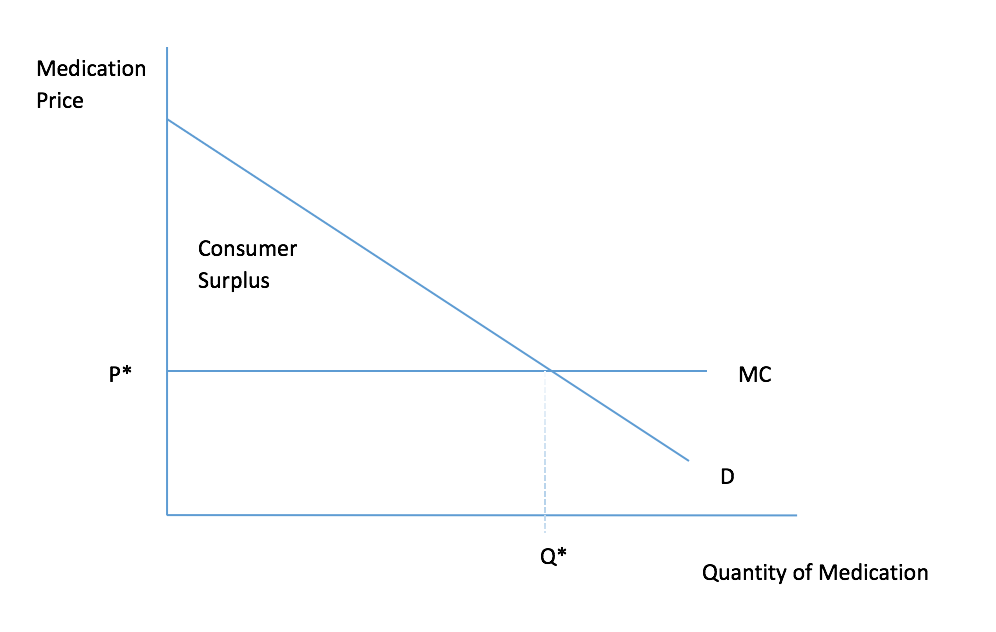 Medication
Price
Consumer
Surplus
P*
MC
D
Q*
Quantity of Medication